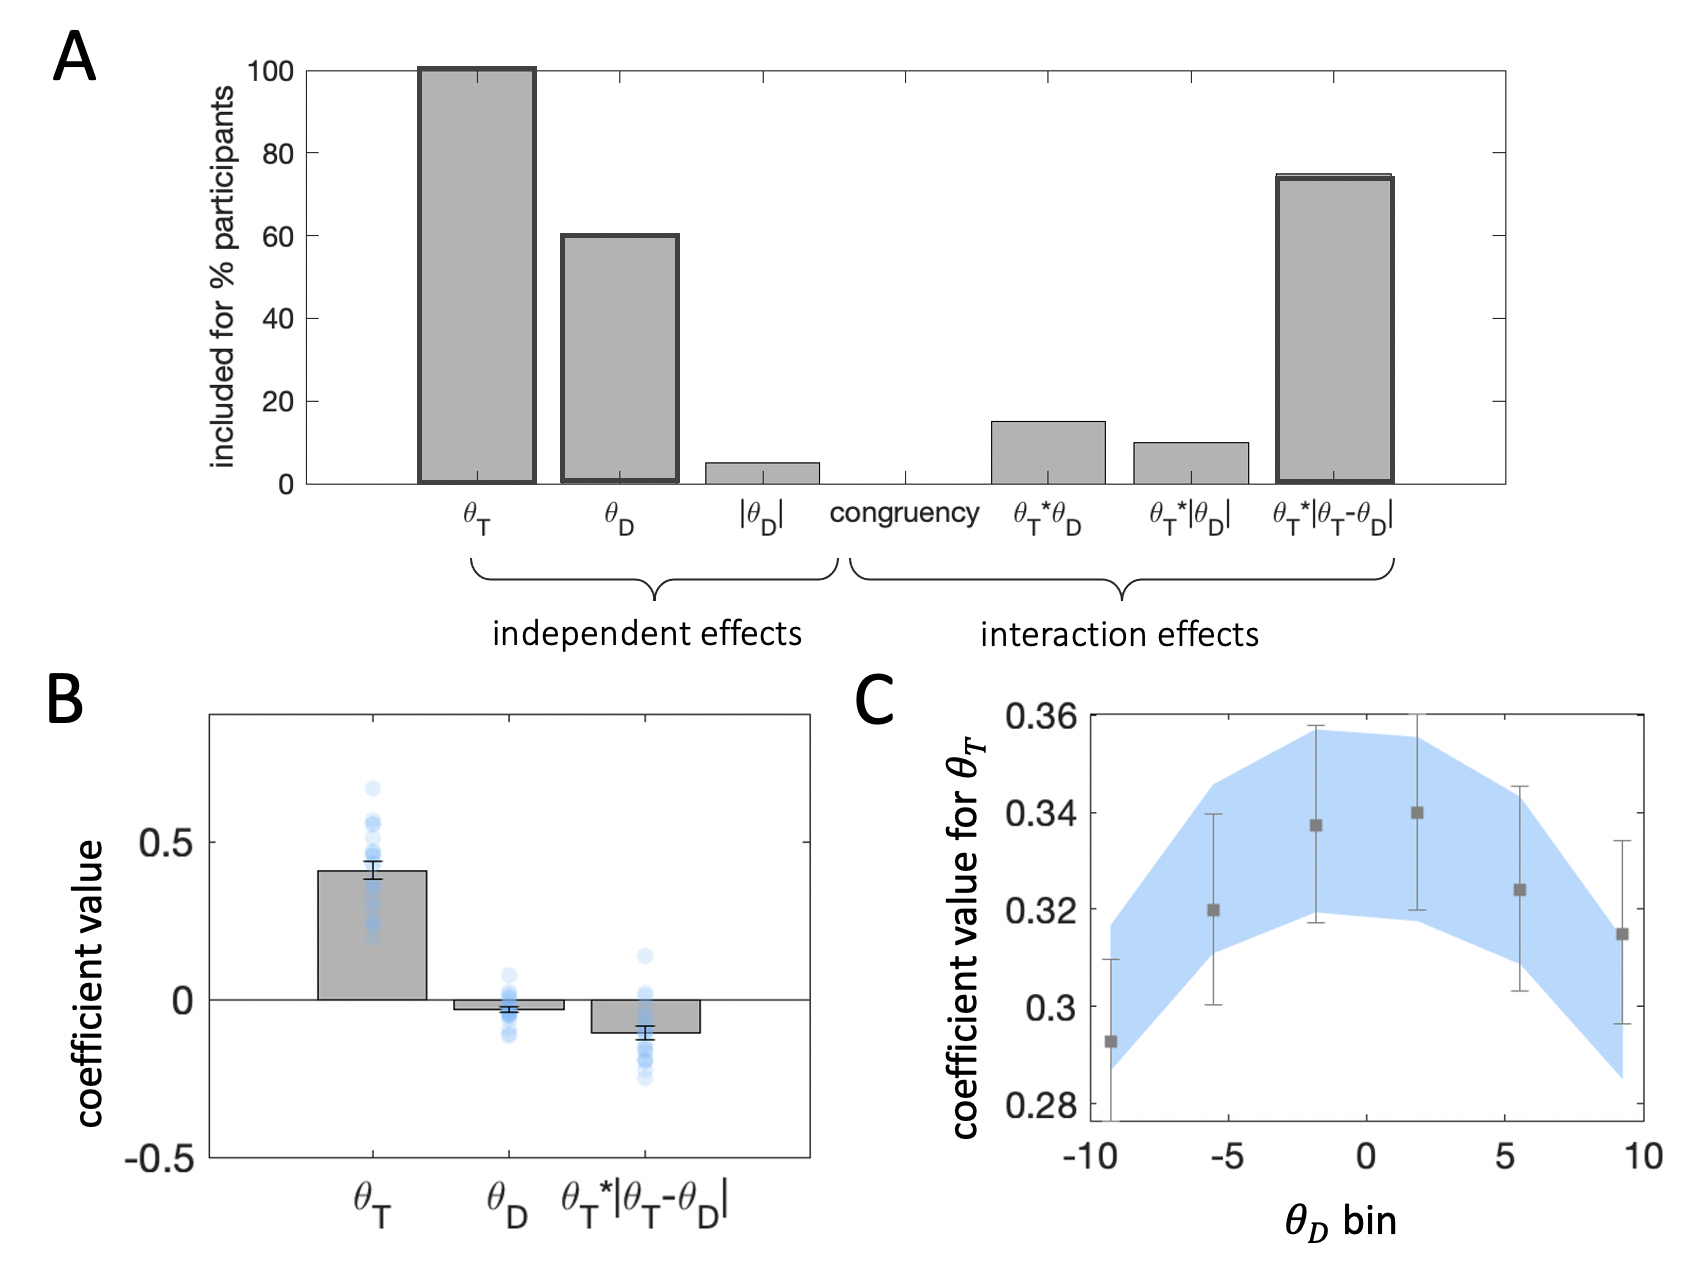 A
included for % participants
100
80
60
40
20
0
θT θD |θD| congruency θT*θD θT*|θD| θT*|θT-θD|
independent effects interaction effects
B
coefficient value
0.5
0
-0.5
θT θD θT*|θT-θD|
C
coefficient value for θT
0.36
0.34
0.32
0.3
0.28
-10 -5 0 5 10
θD bin